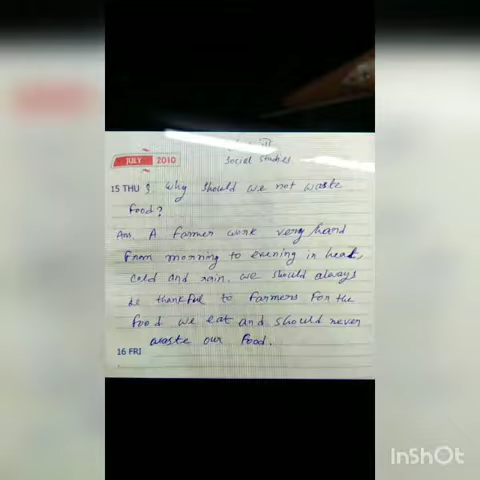 JULY 2010
Social Studies
15 THU Why should we not waste
food?
Ans. A farmer work very hard
from morning to evening in heat,
cold and rain. we should always
be thankful to farmers for the
food we eat and should never
waste our food.
16 FRI
InShOt